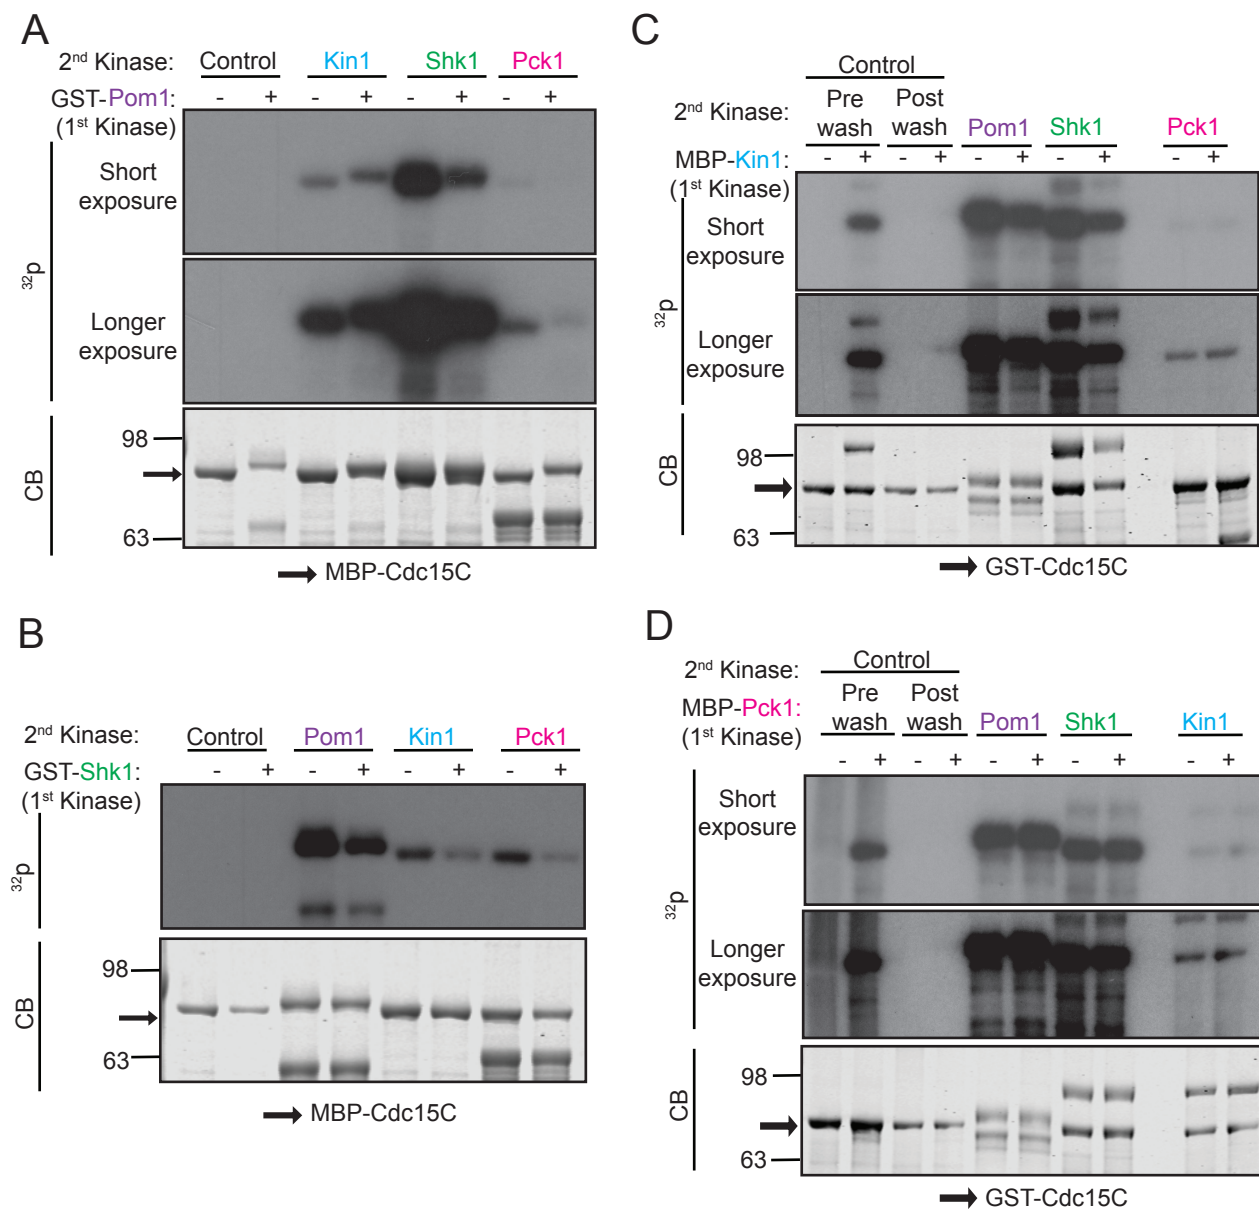 A
2nd Kinase: Control Kin1 Shk1 Pck1
GST-Pom1: - + - + - + - +
(1st Kinase)
32p
Short
exposure
Longer
exposure
CB
98
63
MBP-Cdc15C
B
2nd Kinase: Control Pom1 Kin1 Pck1
GST-Shk1: - + - + - + - +
(1st Kinase)
32p
CB
98
63
MBP-Cdc15C
C
Control
2nd Kinase: Pre wash Post wash Pom1 Shk1 Pck1
MBP-Kin1: - + - + - + - + - +
(1st Kinase)
32p
Short
exposure
Longer
exposure
CB
98
63
GST-Cdc15C
D
2nd Kinase: Control
MBP-Pck1: Pre wash Post wash Pom1 Shk1 Kin1
(1st Kinase)
- + - + - + - + - +
32p
Short
exposure
Longer
exposure
CB
98
63
GST-Cdc15C